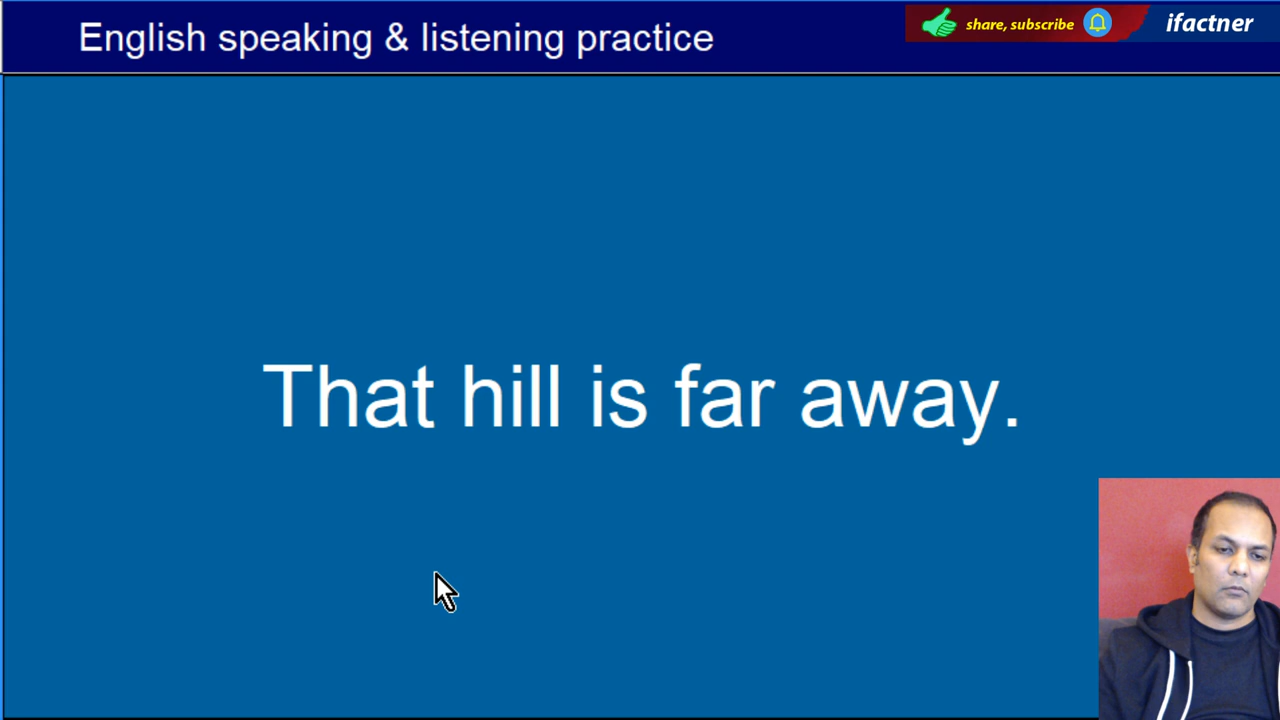 English speaking & listening practice
share, subscribe
ifactner
That hill is far away.